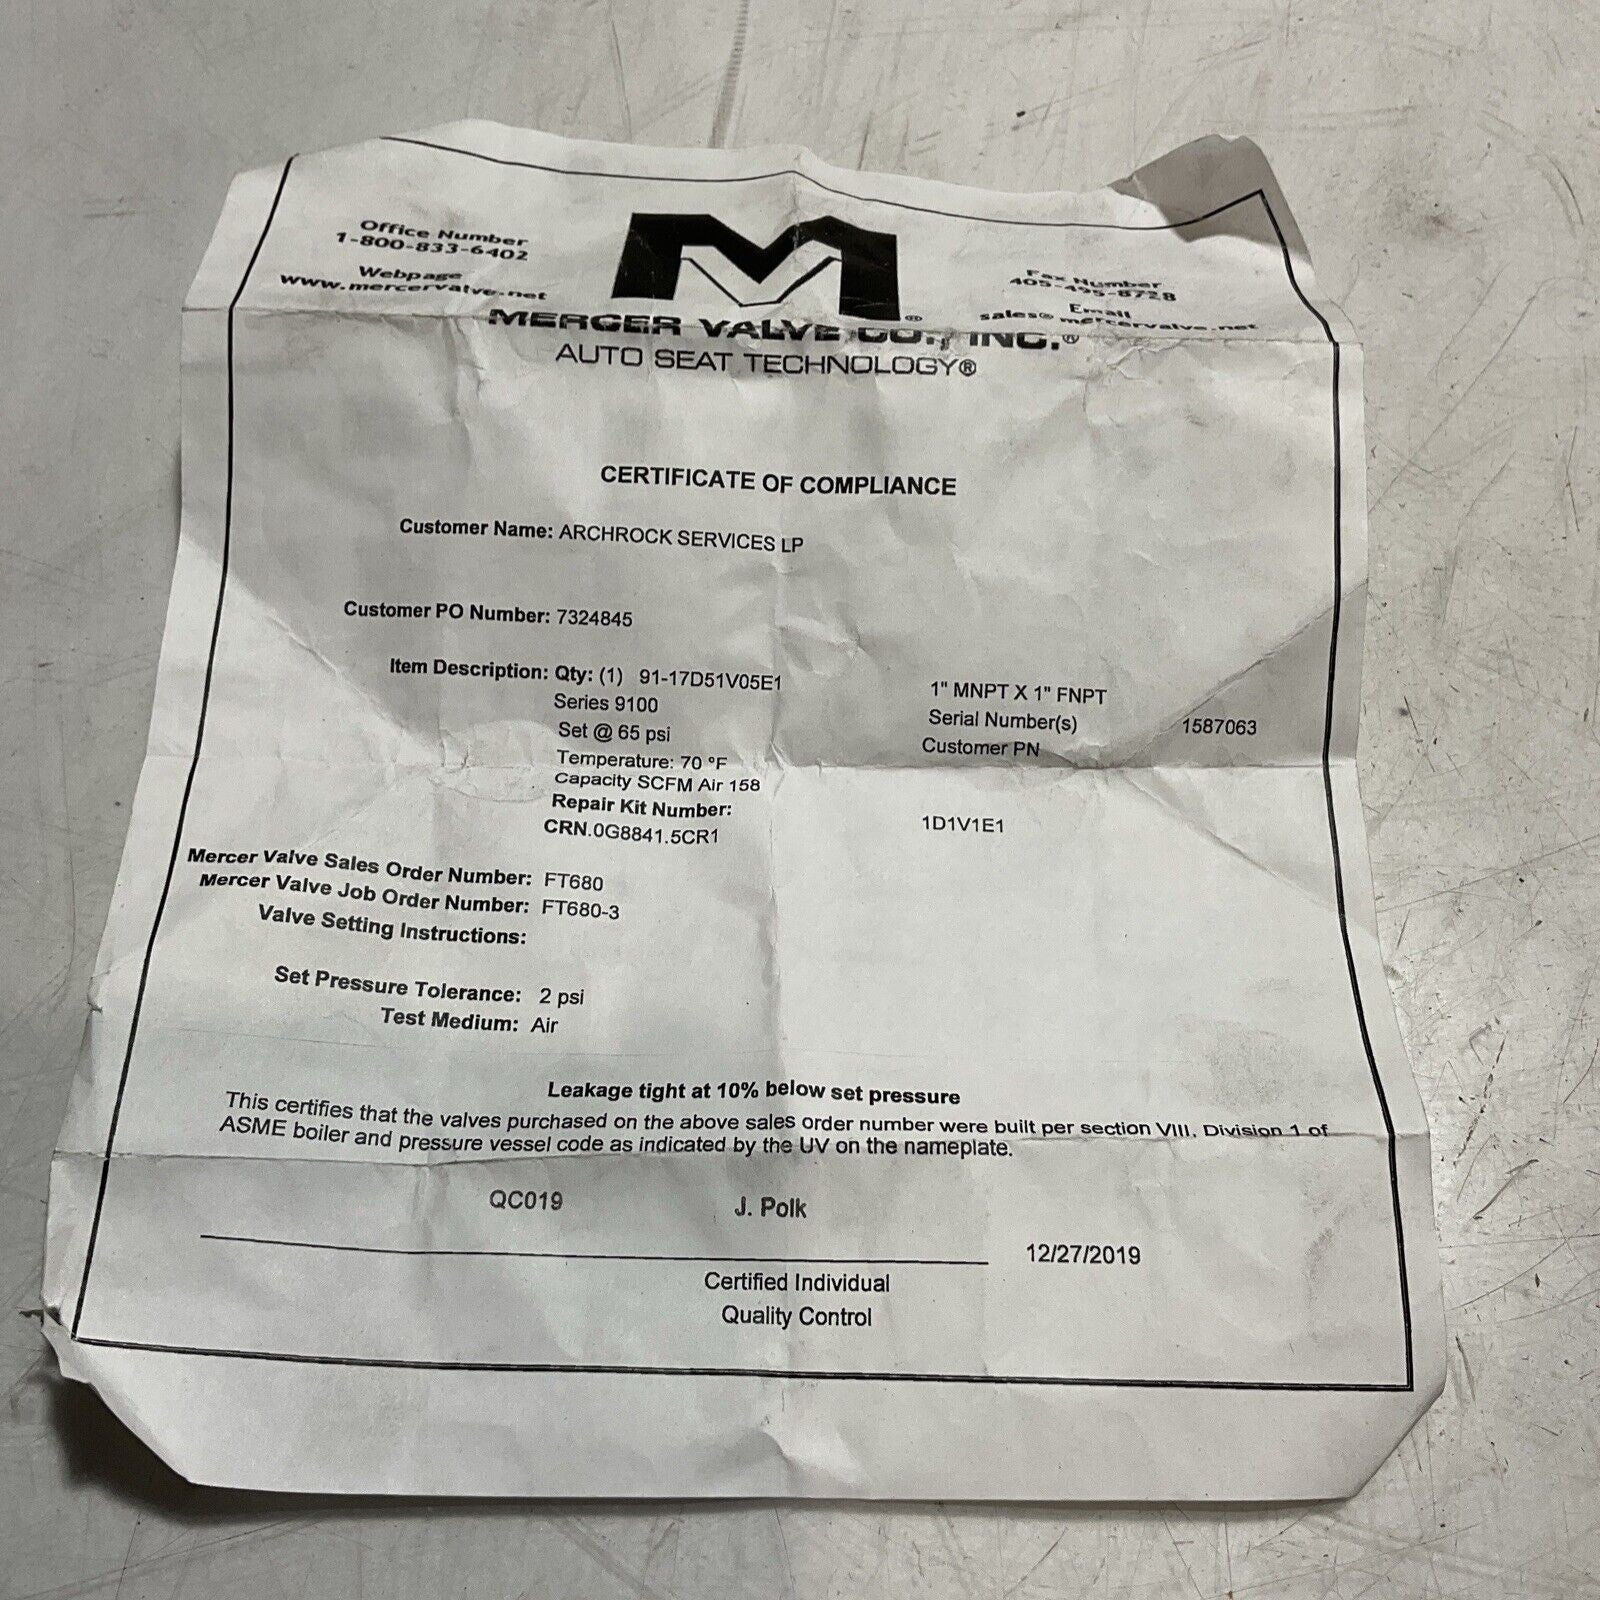 Office Number
1-800-833-6402
Webpage
www.mercervalve.net
Fax Number
405-495-8728
Email
sales@mercervalve.net
M®
MERCER VALVE CO., INC.®
AUTO SEAT TECHNOLOGY®
CERTIFICATE OF COMPLIANCE
Customer Name: ARCHROCK SERVICES LP
Customer PO Number: 7324845
Item Description: Qty: (1) 91-17D51V05E1 1" MNPT X 1" FNPT
Series 9100 Serial Number(s) 1587063
Set @ 65 psi Customer PN
Temperature: 70 °F
Capacity SCFM Air 158
Repair Kit Number: 1D1V1E1
CRN.0G8841.5CR1
Mercer Valve Sales Order Number: FT680
Mercer Valve Job Order Number: FT680-3
Valve Setting Instructions:
Set Pressure Tolerance: 2 psi
Test Medium: Air
Leakage tight at 10% below set pressure
This certifies that the valves purchased on the above sales order number were built per section VIII, Division 1 of
ASME boiler and pressure vessel code as indicated by the UV on the nameplate.
QC019 J. Polk
12/27/2019
Certified Individual
Quality Control